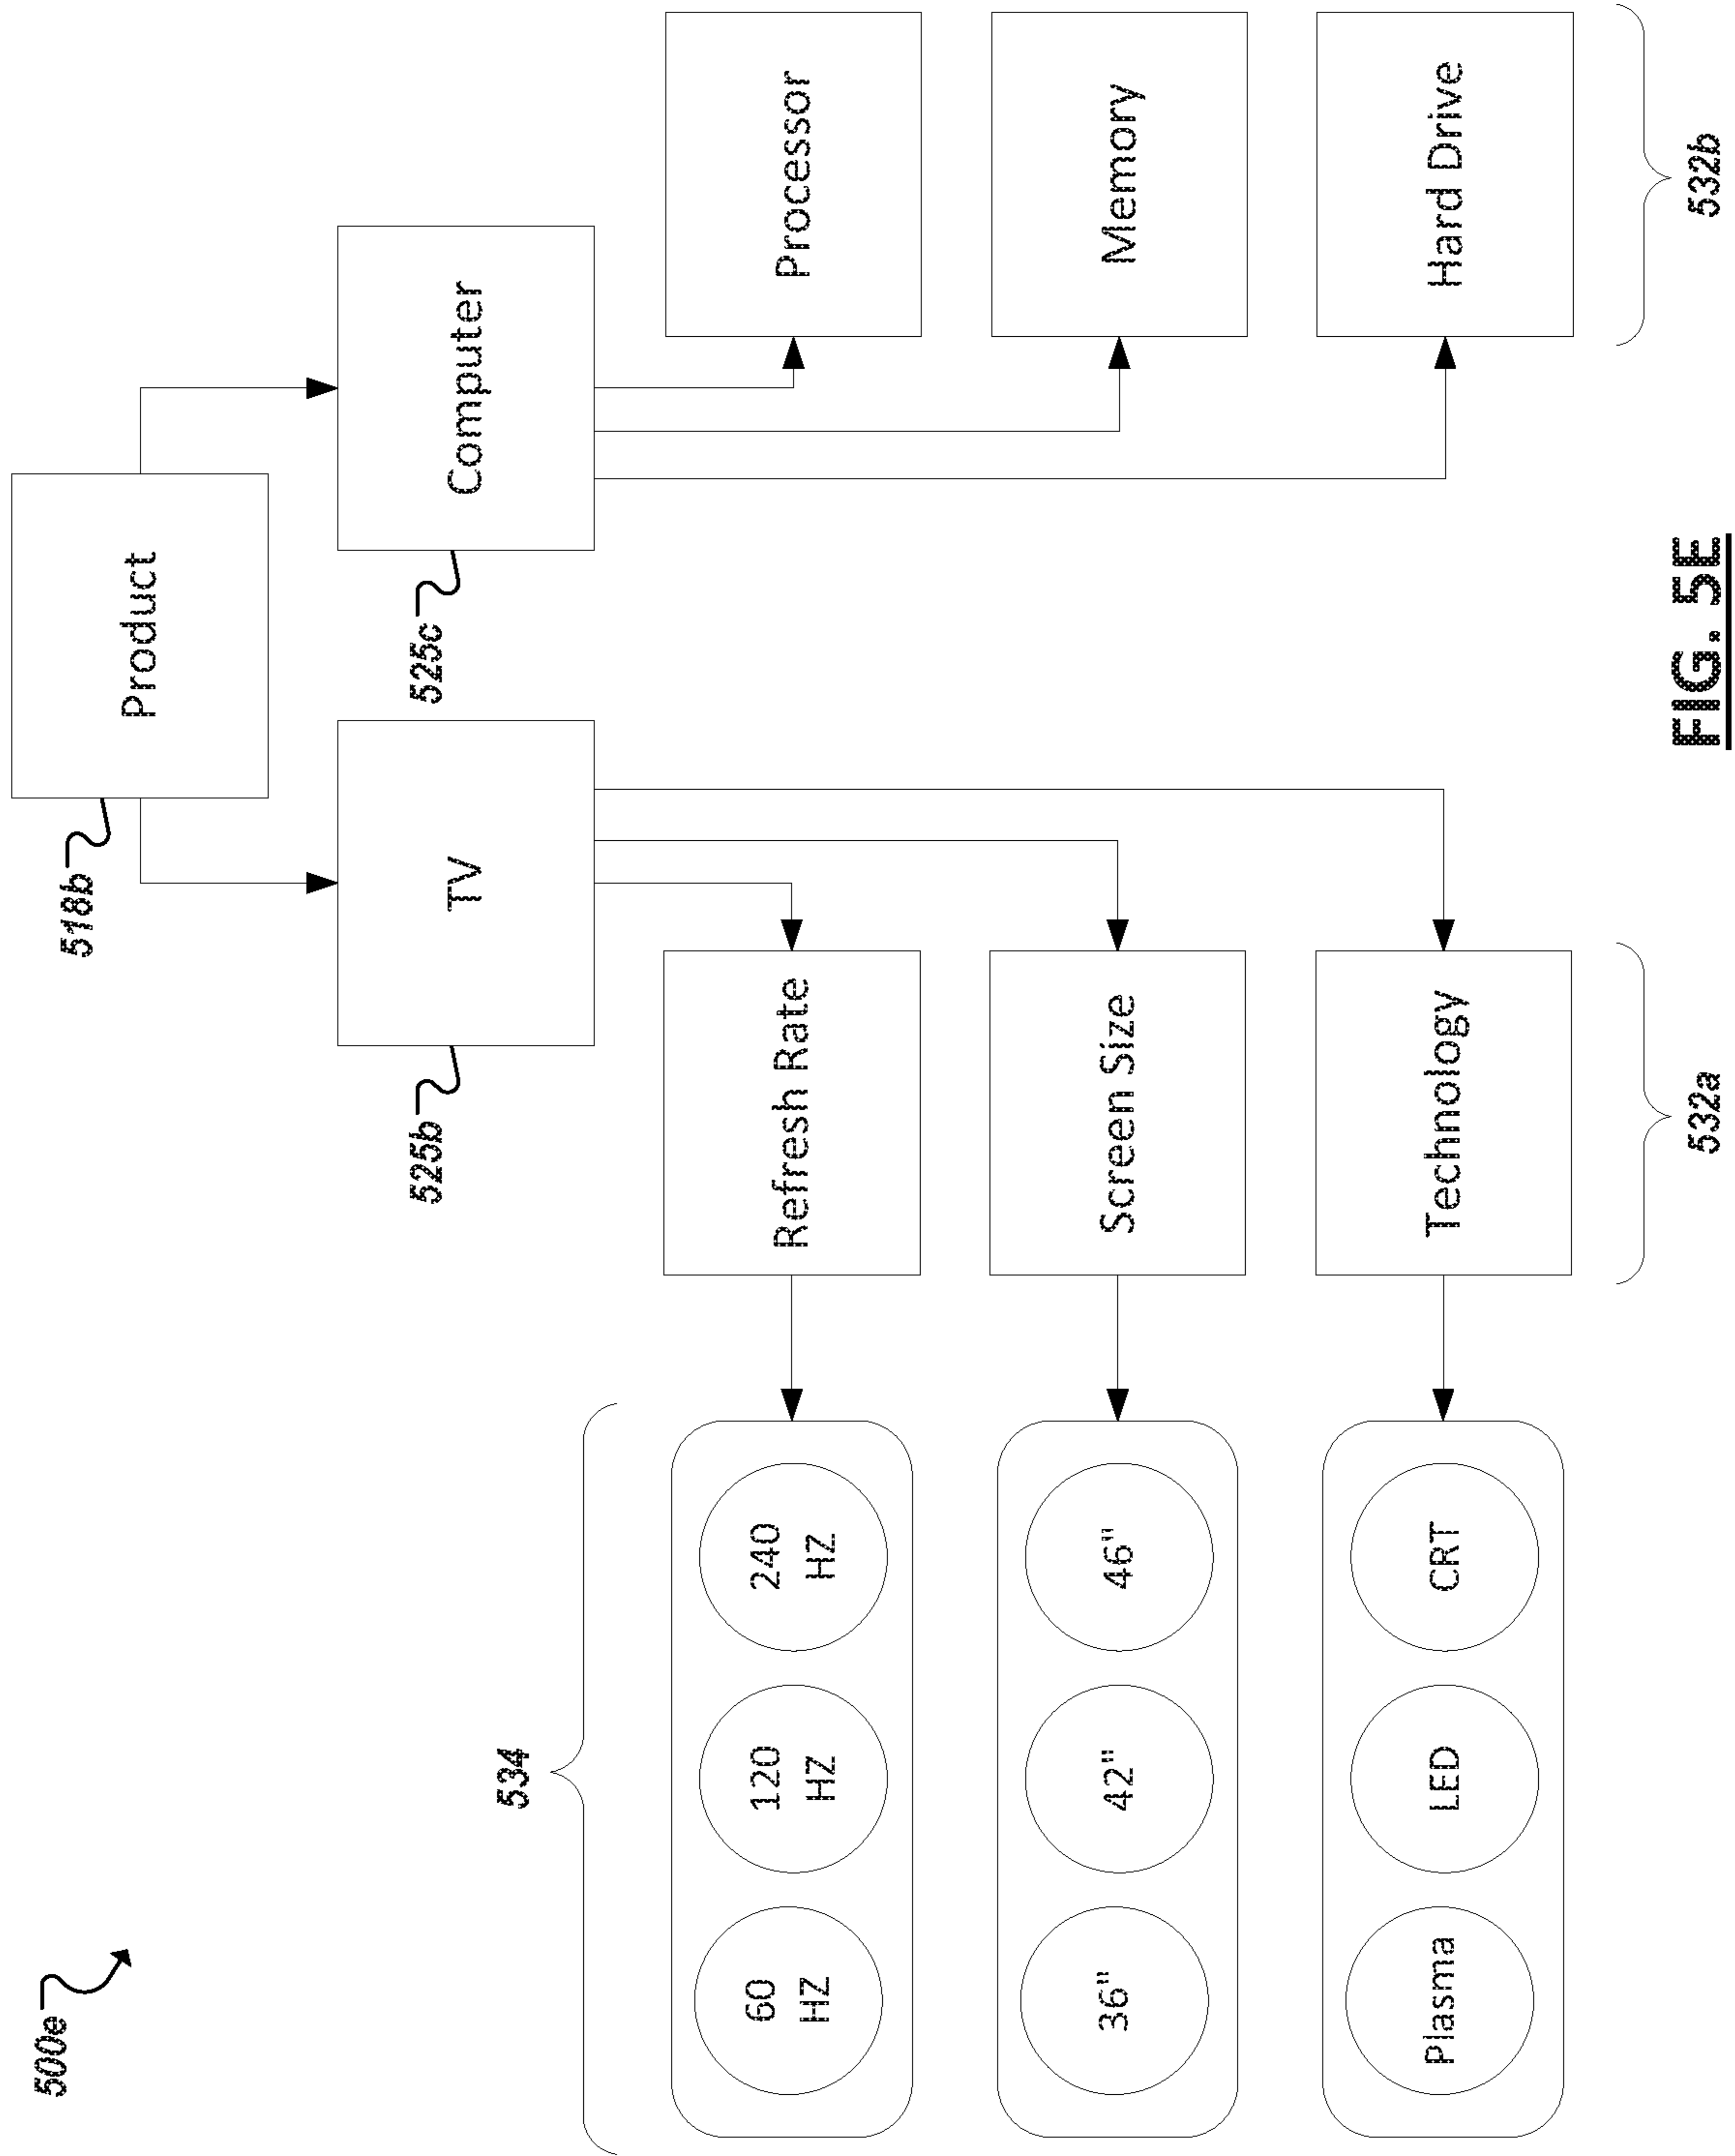 500e
518b
Product
525b
TV
525c
Computer
534
60
HZ
120
HZ
240
HZ
Refresh Rate
Processor
36"
42"
46"
Screen Size
Memory
Plasma
LED
CRT
Technology
Hard Drive
532a
532b
FIG. 5E